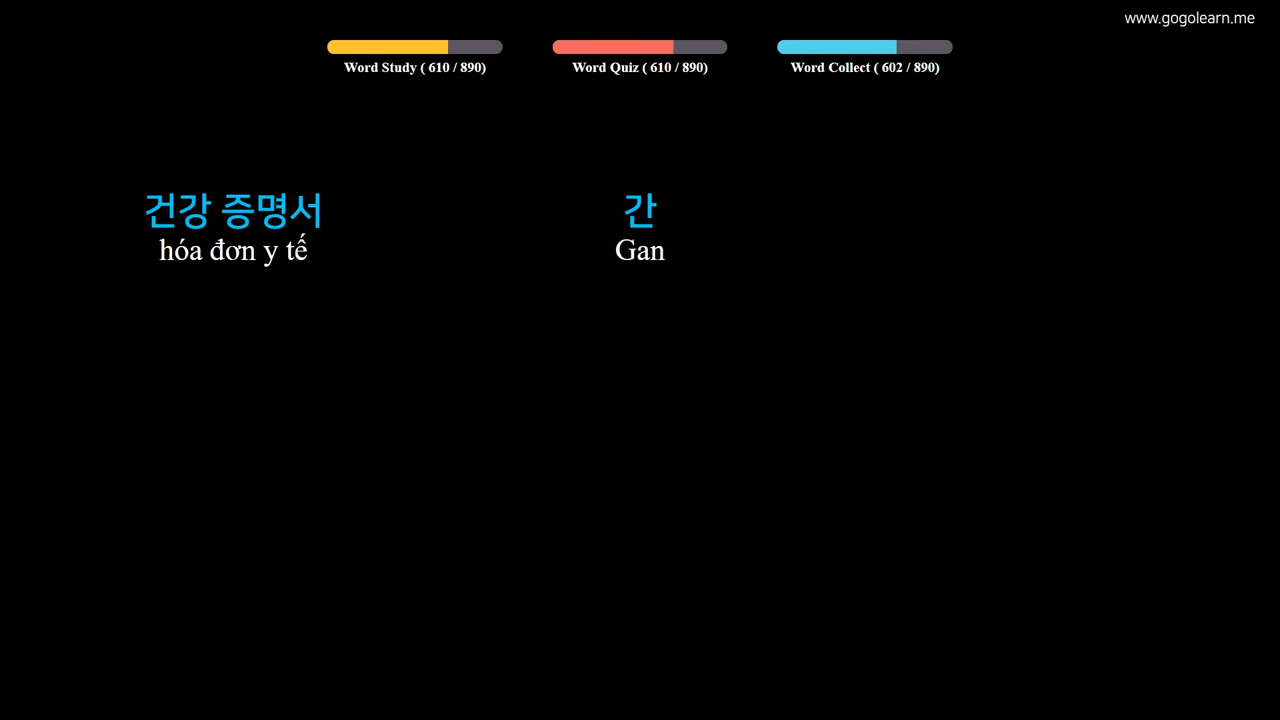 www.gogolearn.me
Word Study ( 610 / 890)
Word Quiz ( 610 / 890)
Word Collect ( 602 / 890)
건강 증명서
hóa đơn y tế
간
Gan